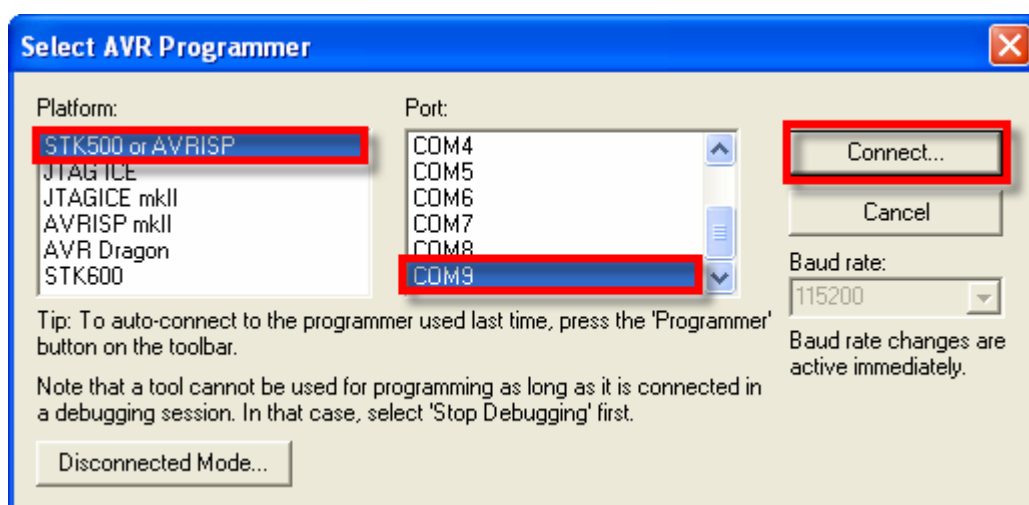 Select AVR Programmer
Platform:
STK500 or AVRISP
JTAG ICE
JTAGICE mkII
AVRISP mkII
AVR Dragon
STK600
Port:
COM4
COM5
COM6
COM7
COM8
COM9
Connect...
Cancel
Baud rate:
115200
Baud rate changes are
active immediately.
Tip: To auto-connect to the programmer used last time, press the 'Programmer'
button on the toolbar.
Note that a tool cannot be used for programming as long as it is connected in
a debugging session. In that case, select 'Stop Debugging' first.
Disconnected Mode...